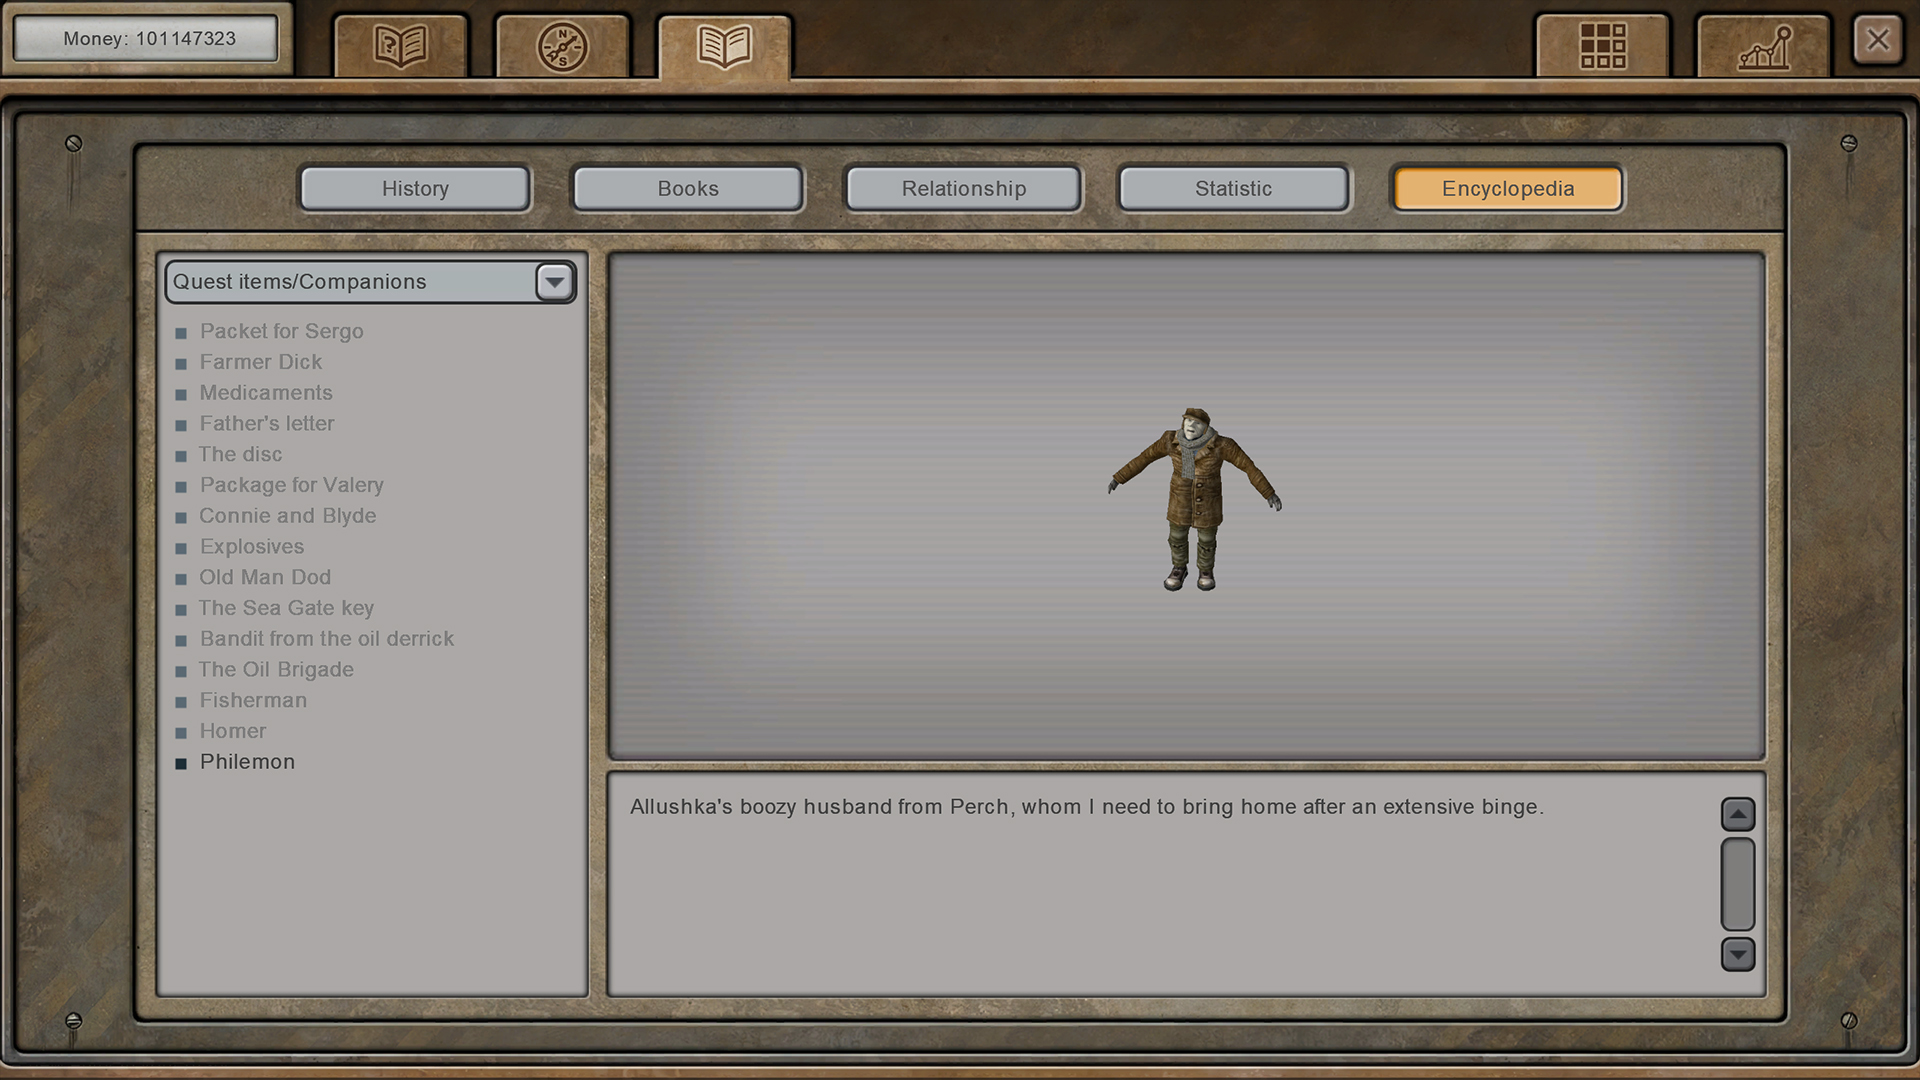 Money: 101147323
?
N
S
History
Books
Relationship
Statistic
Encyclopedia
Quest items/Companions
Packet for Sergo
Farmer Dick
Medicaments
Father's letter
The disc
Package for Valery
Connie and Blyde
Explosives
Old Man Dod
The Sea Gate key
Bandit from the oil derrick
The Oil Brigade
Fisherman
Homer
Philemon
Allushka's boozy husband from Perch, whom I need to bring home after an extensive binge.